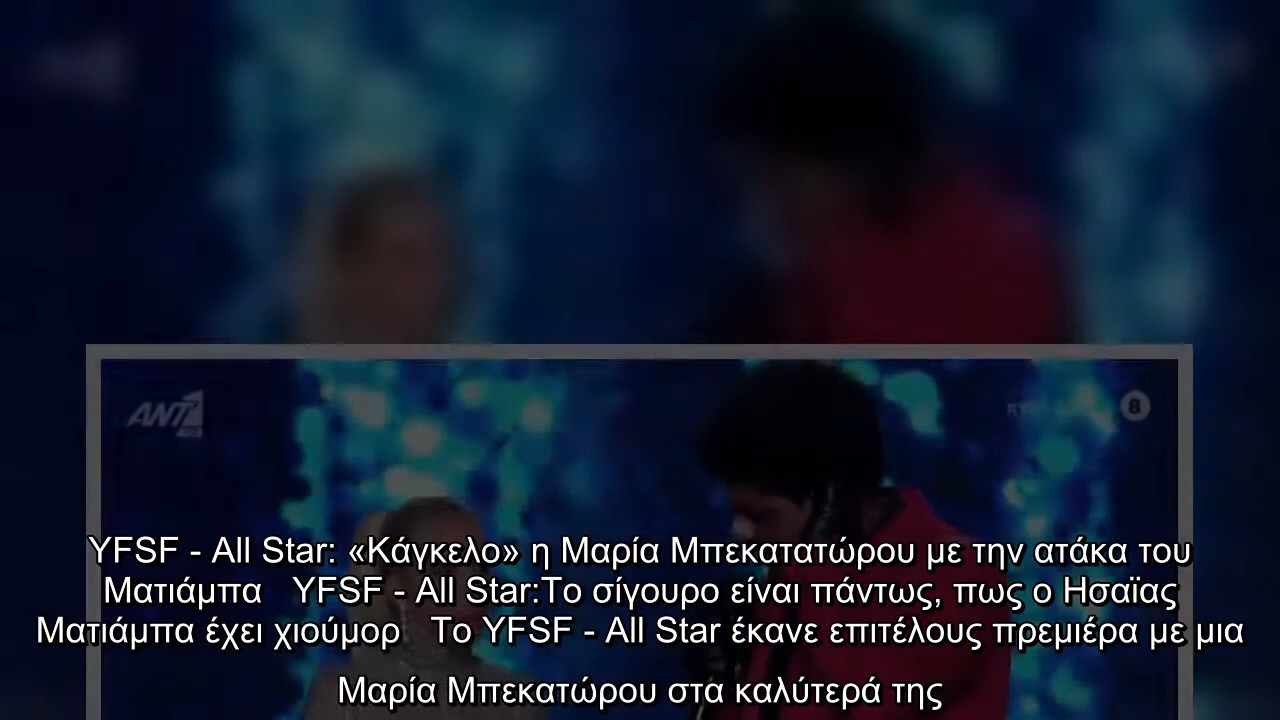 ANT1
8
YFSF - All Star: «Κάγκελο» η Μαρία Μπεκατατώρου με την ατάκα του
Ματιάμπα YFSF - All Star:Το σίγουρο είναι πάντως, πως ο Ησαΐας
Ματιάμπα έχει χιούμορ Το YFSF - All Star έκανε επιτέλους πρεμιέρα με μια
Μαρία Μπεκατώρου στα καλύτερά της